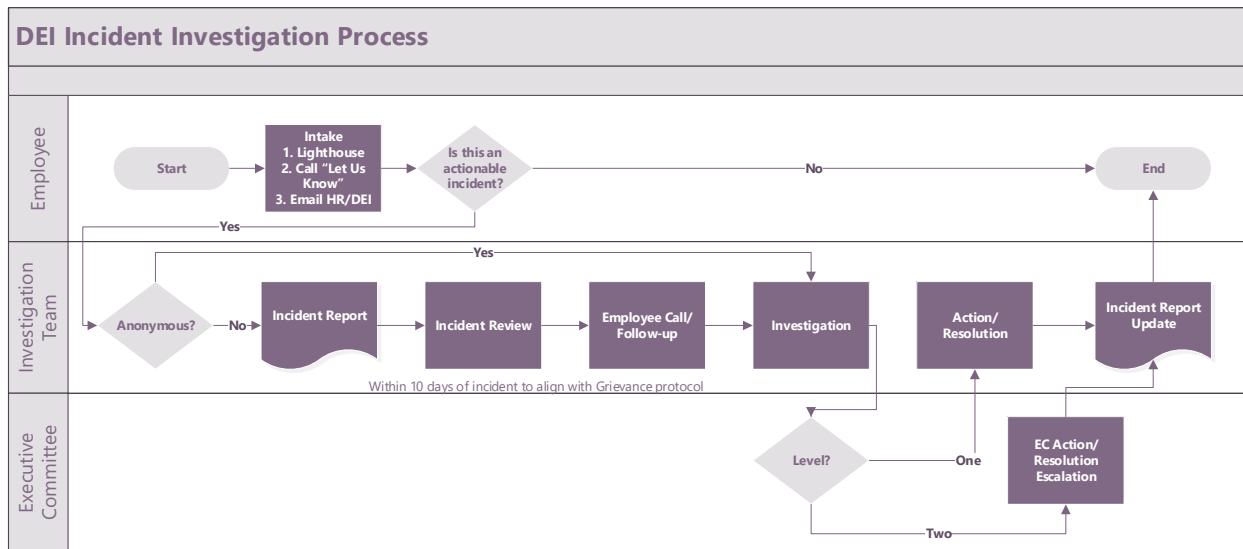 DEI Incident Investigation Process
Employee
Start
Intake
1. Lighthouse
2. Call “Let Us
Know”
3. Email HR/DEI
Is this an
actionable
incident?
No
End
Yes
Investigation
Team
Yes
Anonymous?
No
Incident Report
Incident Review
Employee Call/
Follow-up
Investigation
Action/
Resolution
Incident Report
Update
Within 10 days of incident to align with Grievance protocol
Executive
Committee
Level?
One
EC Action/
Resolution
Escalation
Two